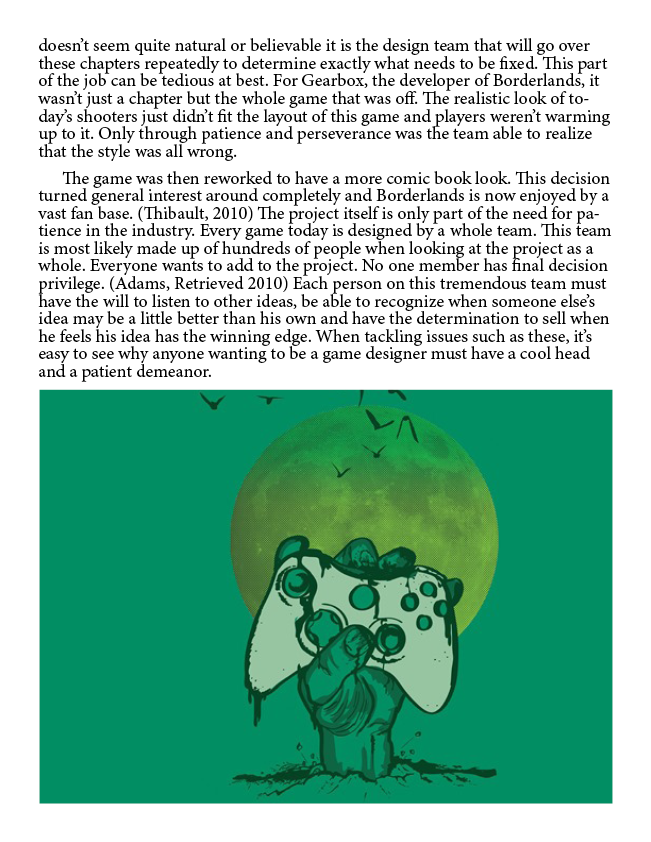 doesn’t seem quite natural or believable it is the design team that will go over
these chapters repeatedly to determine exactly what needs to be fixed. This part
of the job can be tedious at best. For Gearbox, the developer of Borderlands, it
wasn’t just a chapter but the whole game that was off. The realistic look of to-
day’s shooters just didn’t fit the layout of this game and players weren’t warming
up to it. Only through patience and perseverance was the team able to realize
that the style was all wrong.
The game was then reworked to have a more comic book look. This decision
turned general interest around completely and Borderlands is now enjoyed by a
vast fan base. (Thibault, 2010) The project itself is only part of the need for pa-
tience in the industry. Every game today is designed by a whole team. This team
is most likely made up of hundreds of people when looking at the project as a
whole. Everyone wants to add to the project. No one member has final decision
privilege. (Adams, Retrieved 2010) Each person on this tremendous team must
have the will to listen to other ideas, be able to recognize when someone else’s
idea may be a little better than his own and have the determination to sell when
he feels his idea has the winning edge. When tackling issues such as these, it’s
easy to see why anyone wanting to be a game designer must have a cool head
and a patient demeanor.